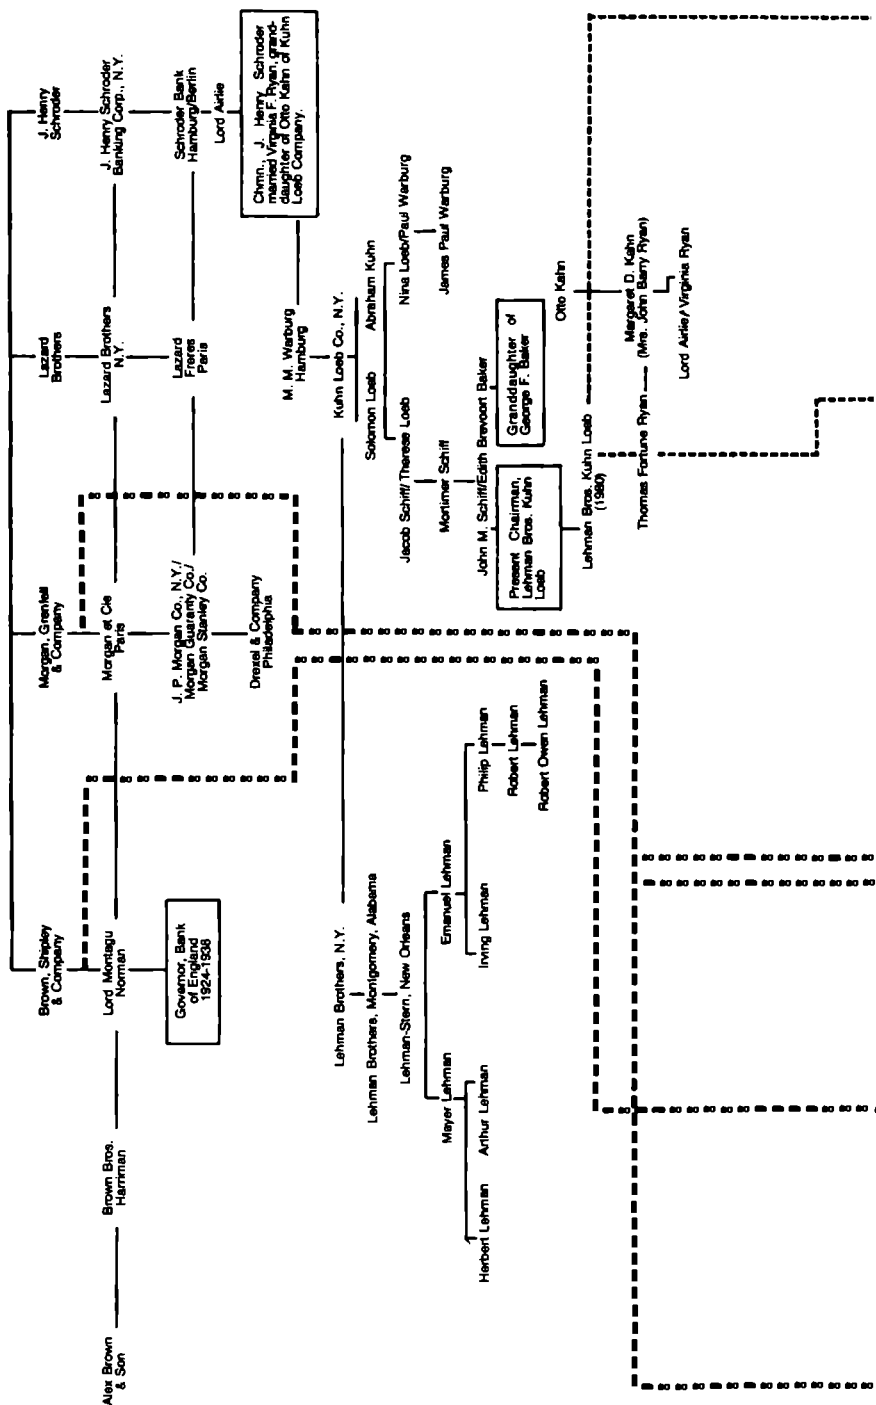 Brown, Shipley
& Company
Morgan, Grenfell
& Company
Lazard
Brothers
J. Henry
Schroder
Alex Brown
& Son
Brown Bros.
Harriman
Lord Montagu
Norman
Morgan et Cie
Paris
Lazard Brothers
N.Y.
J. Henry Schroder
Banking Corp., N.Y.
Governor, Bank
of England
1924-1938
J. P. Morgan Co., N.Y./
Morgan Guaranty Co./
Morgan Stanley Co.
Lazard
Freres
Paris
Schroder Bank
Hamburg/Berlin
Drexel & Company
Philadelphia
Lord Airlie
M. M. Warburg
Hamburg
Chmn., J. Henry Schroder
married Virginia F. Ryan, grand-
daughter of Otto Kahn of Kuhn
Loeb Company.
Lehman Brothers, N.Y.
Kuhn Loeb Co., N.Y.
Lehman Brothers, Montgomery, Alabama
Solomon Loeb
Abraham Kuhn
Lehman-Stern, New Orleans
Jacob Schiff/Therese Loeb
Nina Loeb/Paul Warburg
Mayer Lehman
Emanuel Lehman
Mortimer Schiff
James Paul Warburg
Herbert Lehman
Arthur Lehman
Irving Lehman
Philip Lehman
John M. Schiff/Edith Brevoort Baker
Robert Lehman
Present Chairman,
Lehman Bros. Kuhn
Loeb
Granddaughter of
George F. Baker
Robert Owen Lehman
Otto Kahn
Lehman Bros. Kuhn Loeb
(1980)
Thomas Fortune Ryan
Margaret D. Kahn
(Mrs. John Barry Ryan)
Lord Airlie/Virginia Ryan